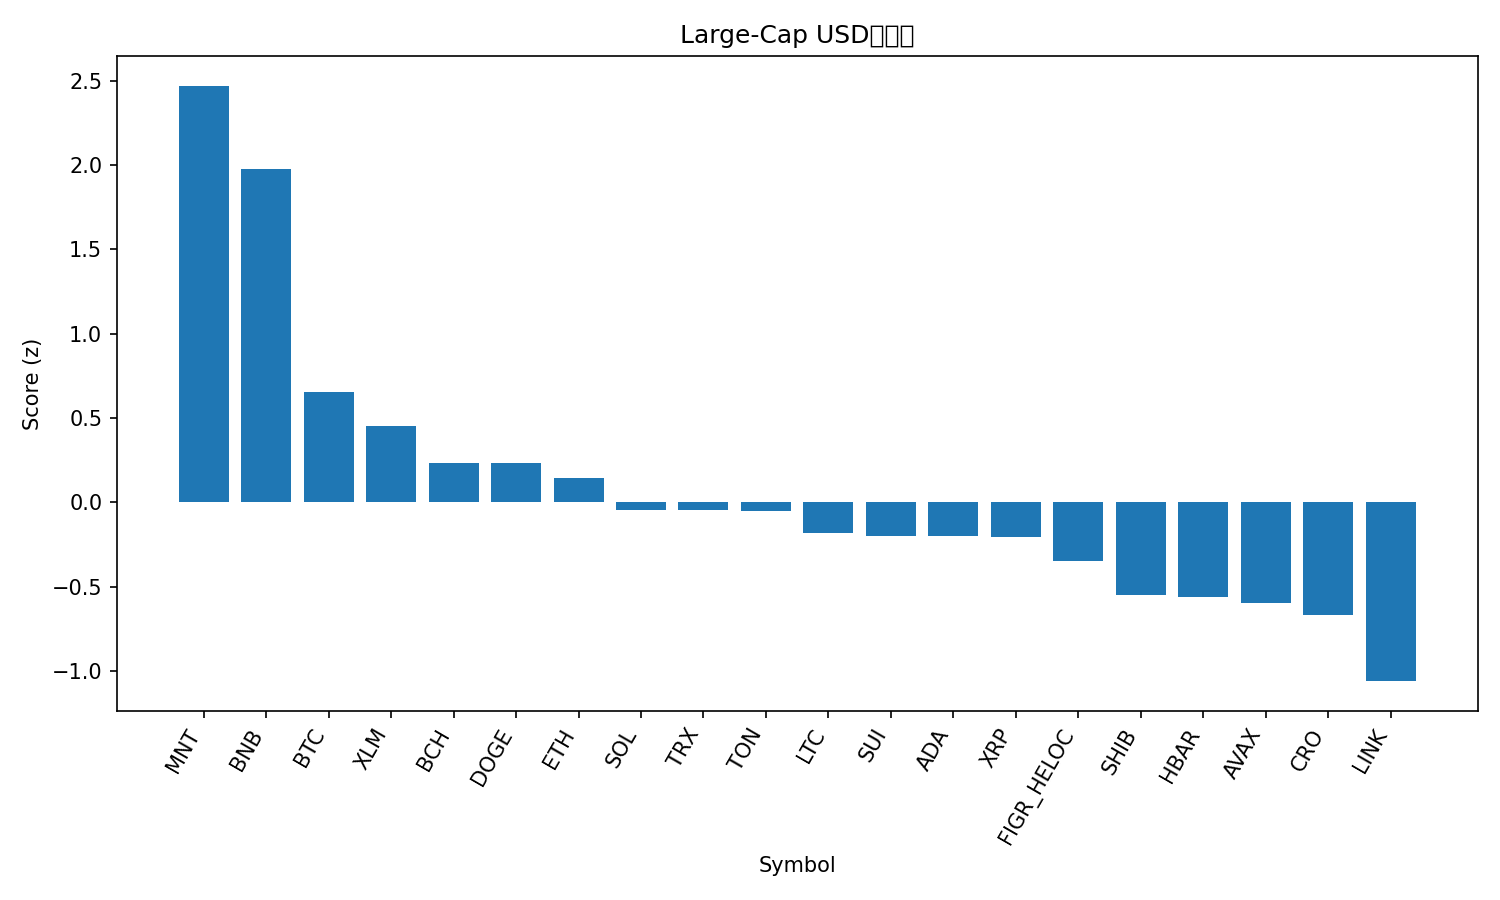 Large-Cap USD
2.5
2.0
1.5
1.0
0.5
0.0
−0.5
−1.0
Score (z)
MNT
BNB
BTC
XLM
BCH
DOGE
ETH
SOL
TRX
TON
LTC
SUI
ADA
XRP
FIGR_HELOC
SHIB
HBAR
AVAX
CRO
LINK
Symbol